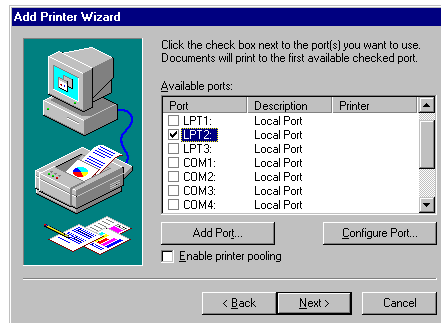 Add Printer Wizard
Click the check box next to the port(s) you want to use.
Documents will print to the first available checked port.
Available ports:
Port Description Printer
LPT1: Local Port
LPT2: Local Port
LPT3: Local Port
COM1: Local Port
COM2: Local Port
COM3: Local Port
COM4: Local Port
Add Port... Configure Port...
Enable printer pooling
< Back Next > Cancel